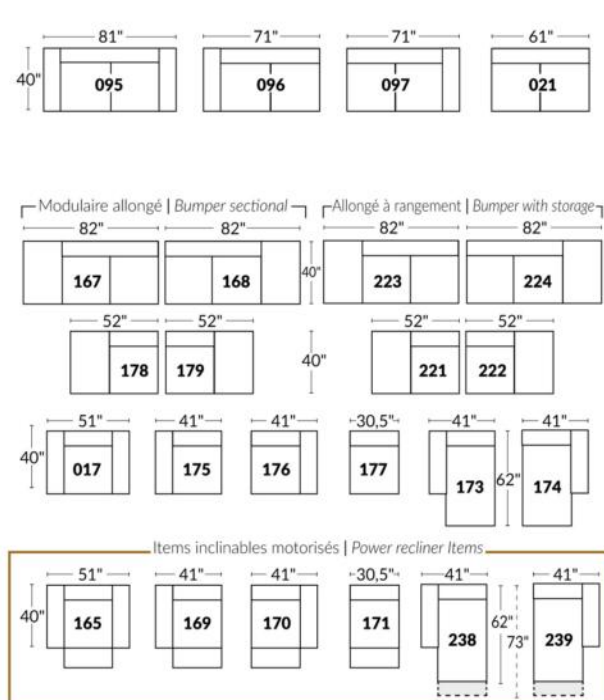 81" 71" 71" 61"
40" 095 096 097 021
Modulaire allongé | Bumper sectional Allongé à rangement | Bumper with storage
82" 82" 82" 82"
167 168 40" 223 224
52" 52" 52" 52"
178 179 40" 221 222
51" 41" 41" 30,5" 41" 41"
40" 017 175 176 177 173 62" 174
Items inclinables motorisés | Power recliner Items
51" 41" 41" 30,5" 41" 41"
40" 165 169 170 171 238 62" 73" 239